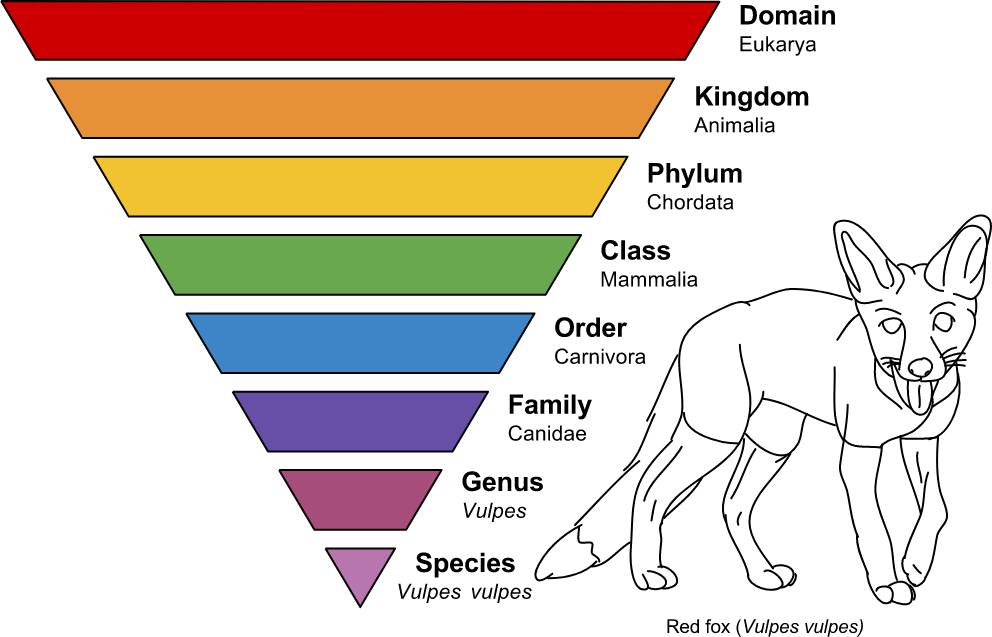 Domain
Eukarya
Kingdom
Animalia
Phylum
Chordata
Class
Mammalia
Order
Carnivora
Family
Canidae
Genus
Vulpes
Species
Vulpes vulpes
Red fox (Vulpes vulpes)